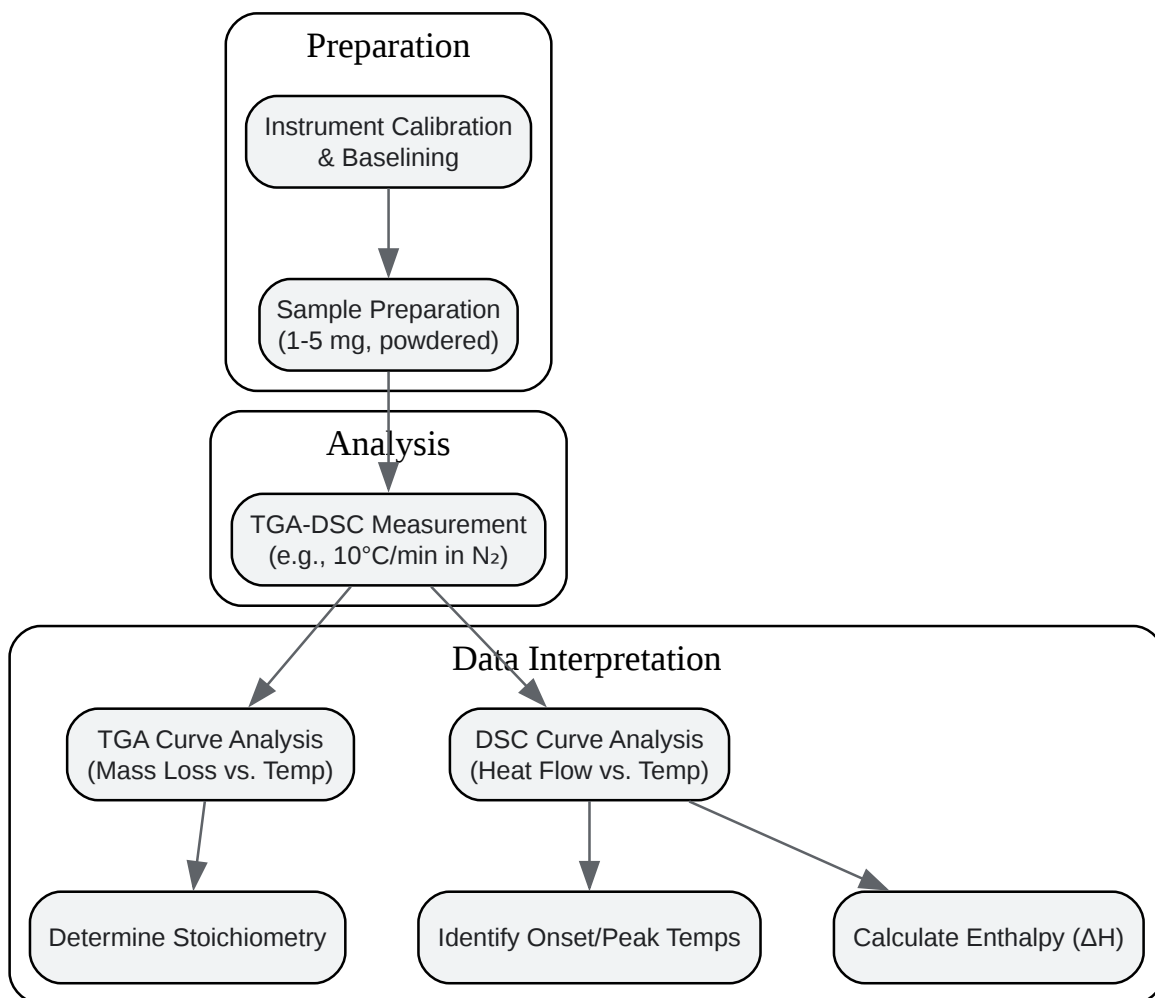 Preparation
Instrument Calibration
& Baselining
Sample Preparation
(1-5 mg, powdered)
Analysis
TGA-DSC Measurement
(e.g., 10°C/min in N₂)
Data Interpretation
TGA Curve Analysis
(Mass Loss vs. Temp)
DSC Curve Analysis
(Heat Flow vs. Temp)
Determine Stoichiometry
Identify Onset/Peak Temps
Calculate Enthalpy (ΔH)